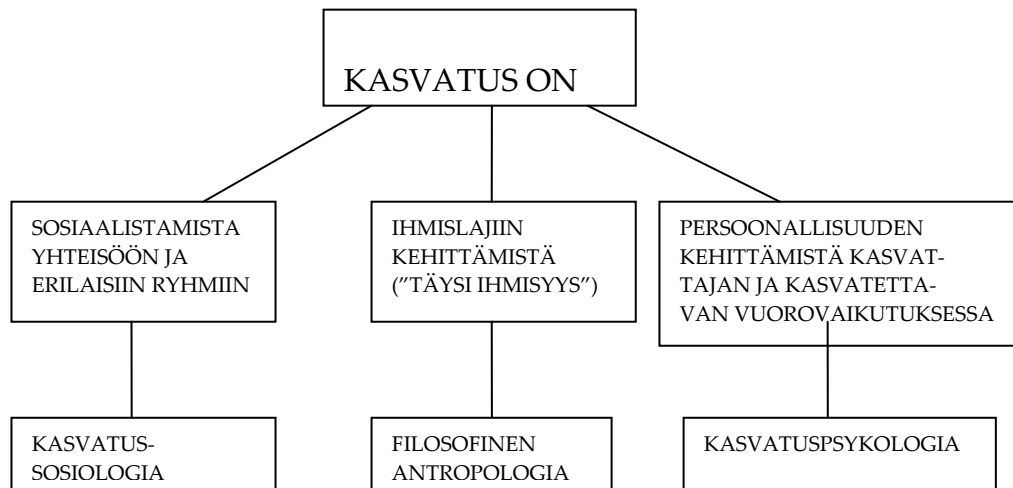 KASVATUS ON
SOSIAALISTAMISTA
YHTEISÖÖN JA
ERILAISIIN RYHMIIN
IHMISLAJIIN
KEHITTÄMISTÄ
(”TÄYSI IHMISYYS”)
PERSOONALLISUUDEN
KEHITTÄMISTÄ KASVAT-
TAJAN JA KASVATETTA-
VAN VUOROVAIKUTUKSESSA
KASVATUS-
SOSIOLOGIA
FILOSOFINEN
ANTROPOLOGIA
KASVATUSPSYKOLOGIA